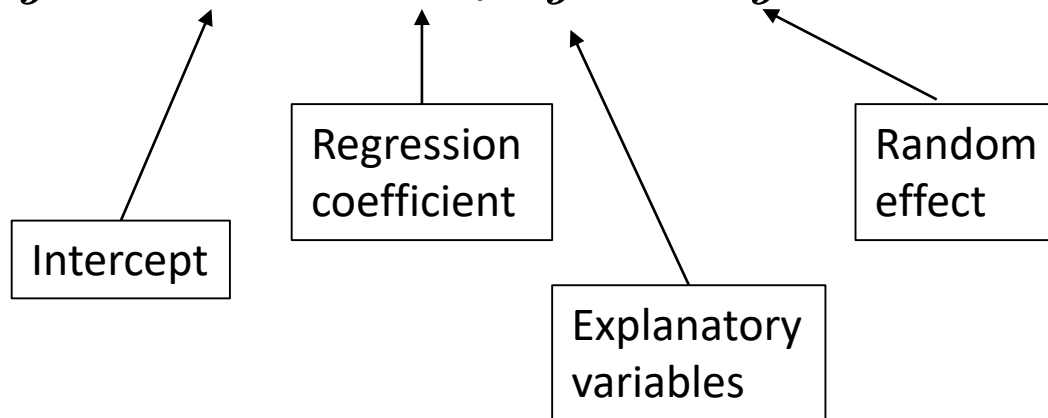 Regression
coefficient
Random
effect
Intercept
Explanatory
variables